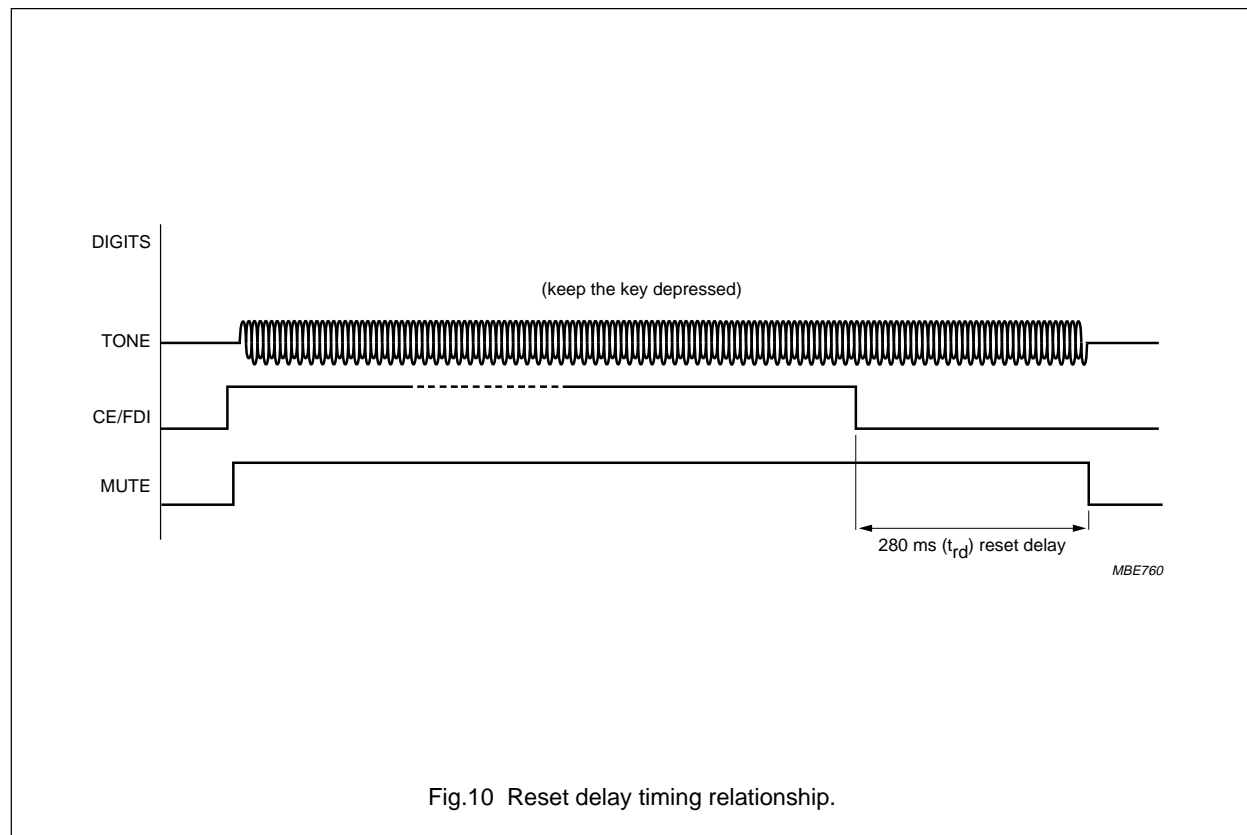 DIGITS
(keep the key depressed)
TONE
CE/FDI
MUTE
280 ms (trd) reset delay
MBE760
Fig.10 Reset delay timing relationship.